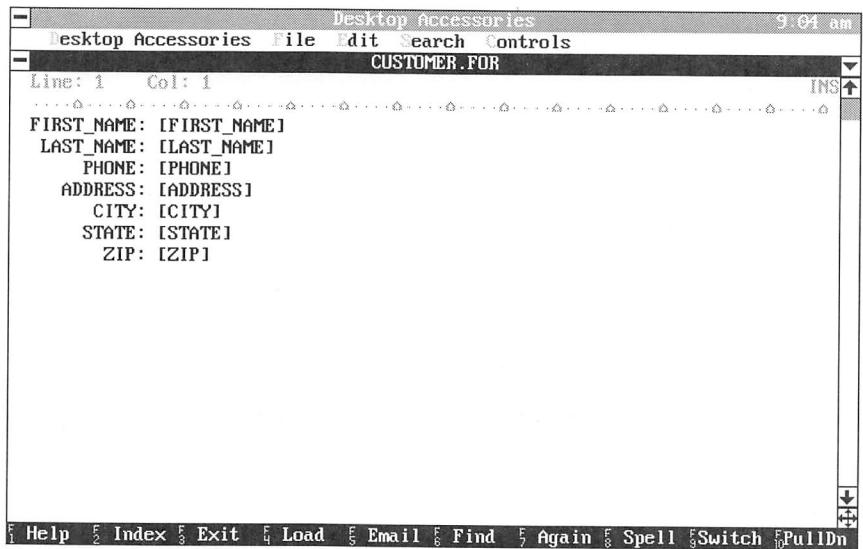 Desktop Accessories 9:04 am
Desktop Accessories File Edit Search Controls
CUSTOMER.FOR
Line: 1 Col: 1 INS
FIRST_NAME: [FIRST_NAME]
LAST_NAME: [LAST_NAME]
PHONE: [PHONE]
ADDRESS: [ADDRESS]
CITY: [CITY]
STATE: [STATE]
ZIP: [ZIP]
F1 Help F2 Index F3 Exit F4 Load F5 Email F6 Find F7 Again F8 Spell F9 Switch F10 PullDn